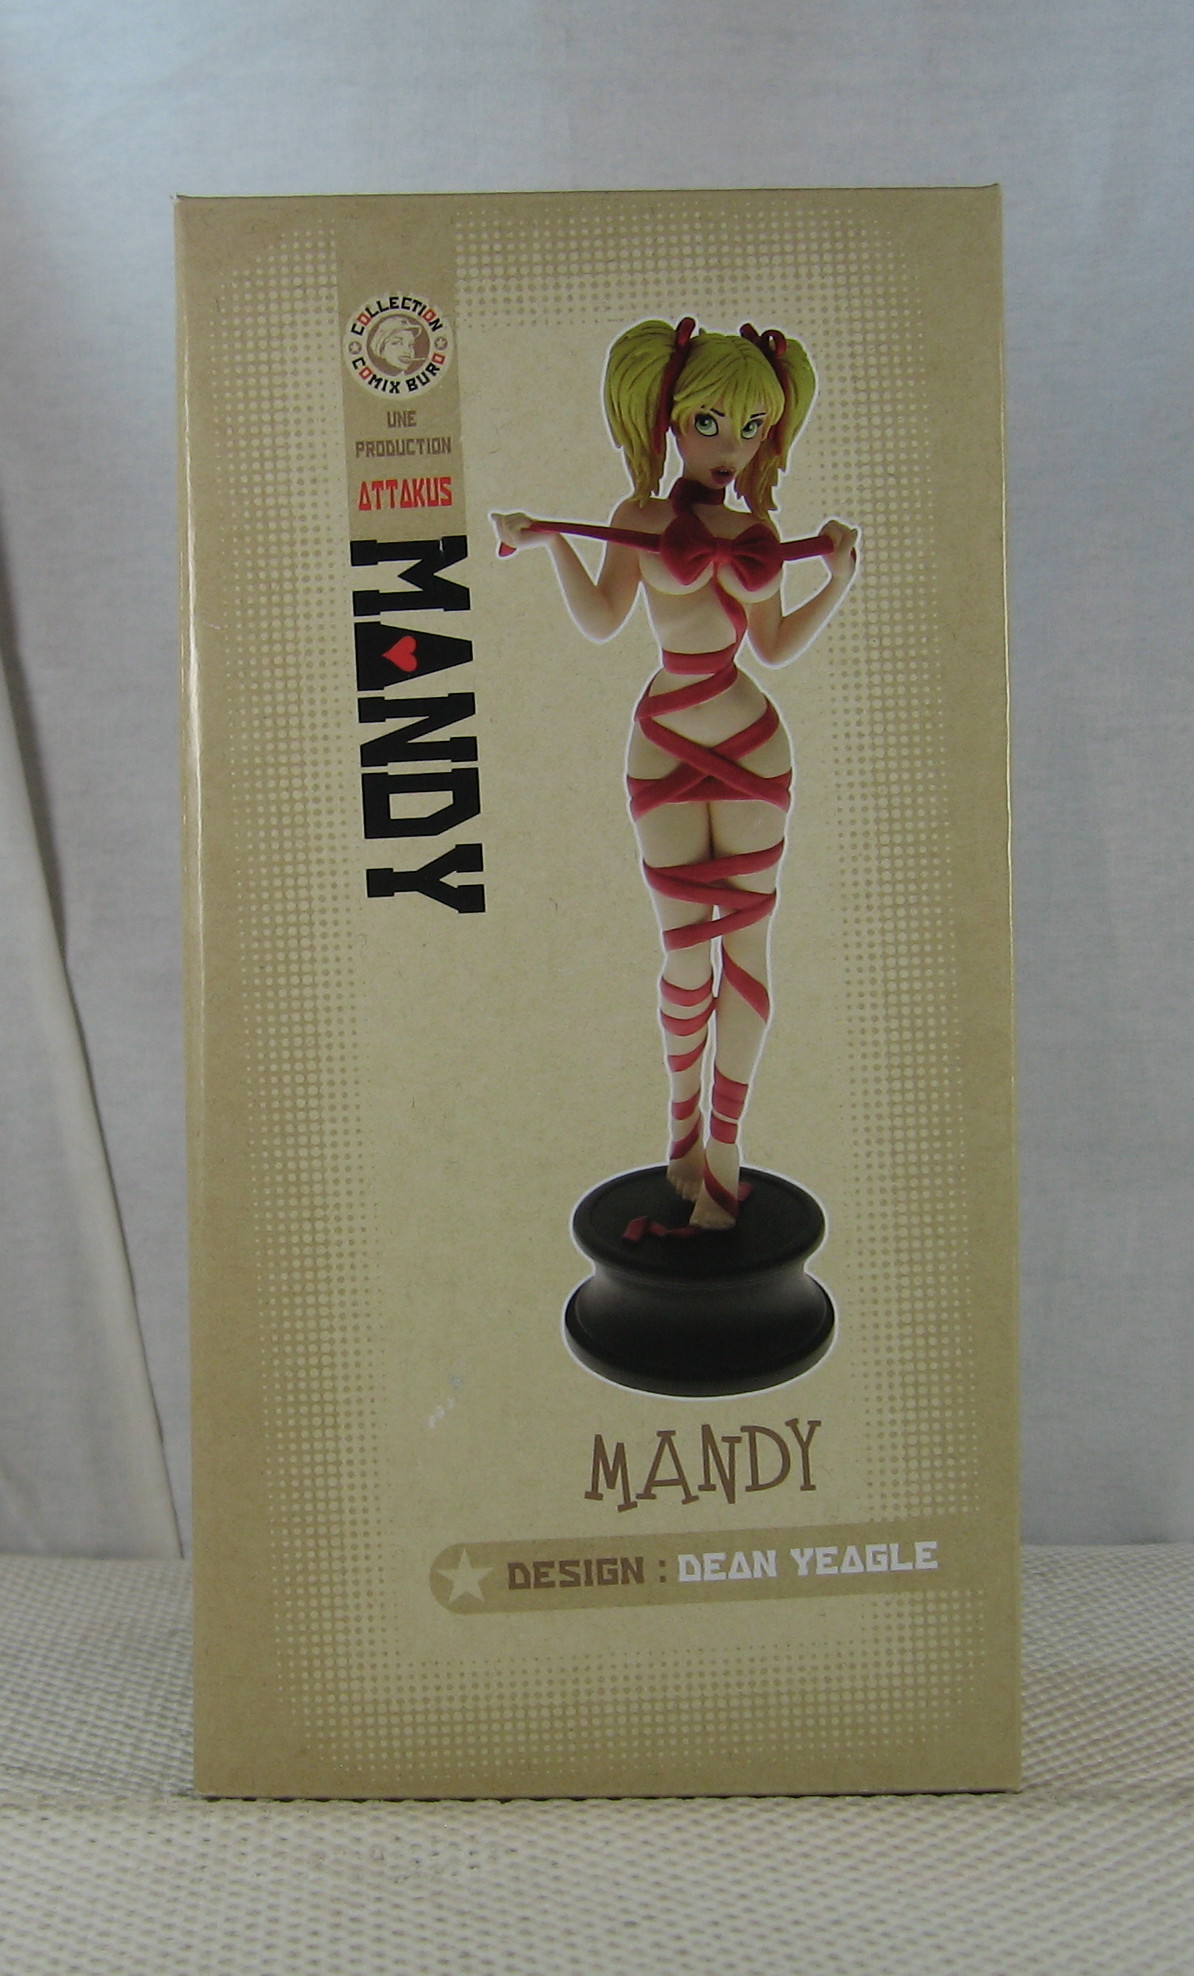 COLLECTION
COMIX BURO
UNE
PRODUCTION
ATTAKUS
MANDY
MANDY
DESIGN : DEAN YEAGLE